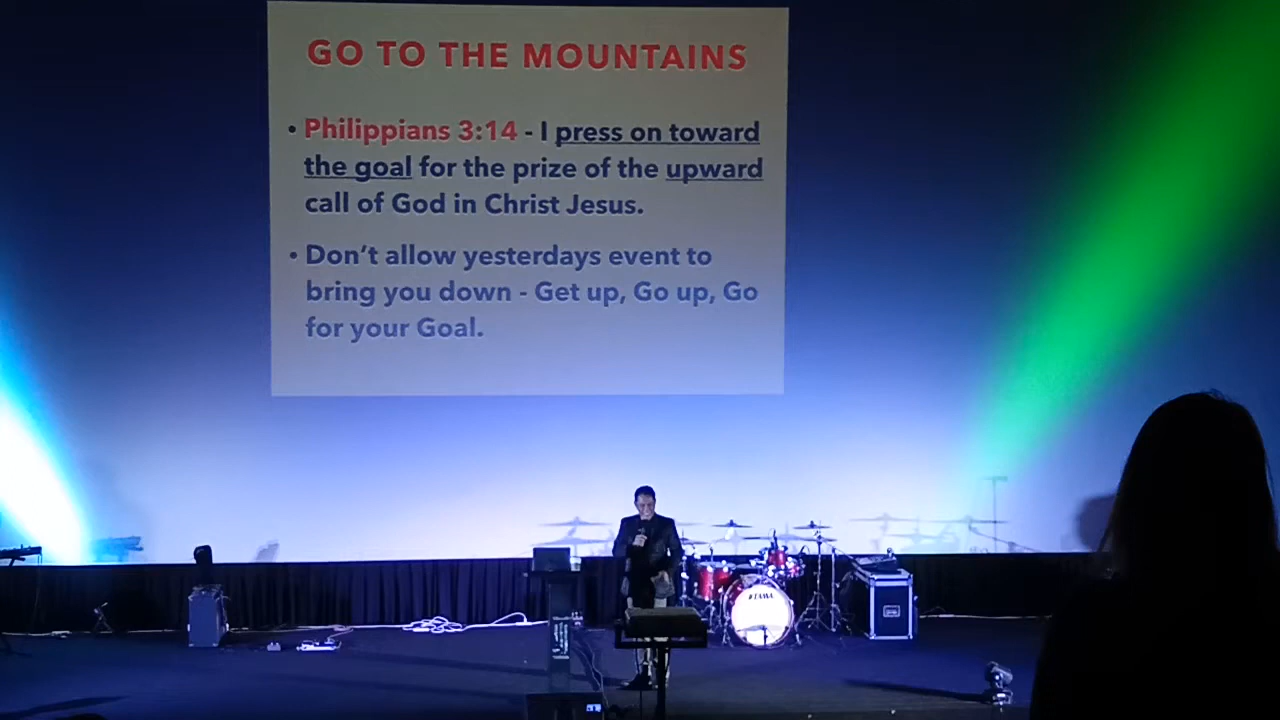 GO TO THE MOUNTAINS
• Philippians 3:14 - I press on toward
the goal for the prize of the upward
call of God in Christ Jesus.
• Don't allow yesterdays event to
bring you down - Get up, Go up, Go
for your Goal.
TAMA